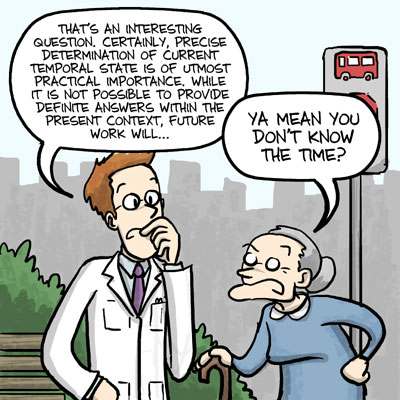 THAT'S AN INTERESTING
QUESTION. CERTAINLY, PRECISE
DETERMINATION OF CURRENT
TEMPORAL STATE IS OF UTMOST
PRACTICAL IMPORTANCE. WHILE
IT IS NOT POSSIBLE TO PROVIDE
DEFINITE ANSWERS WITHIN THE
PRESENT CONTEXT, FUTURE
WORK WILL...
YA MEAN YOU
DON'T KNOW
THE TIME?